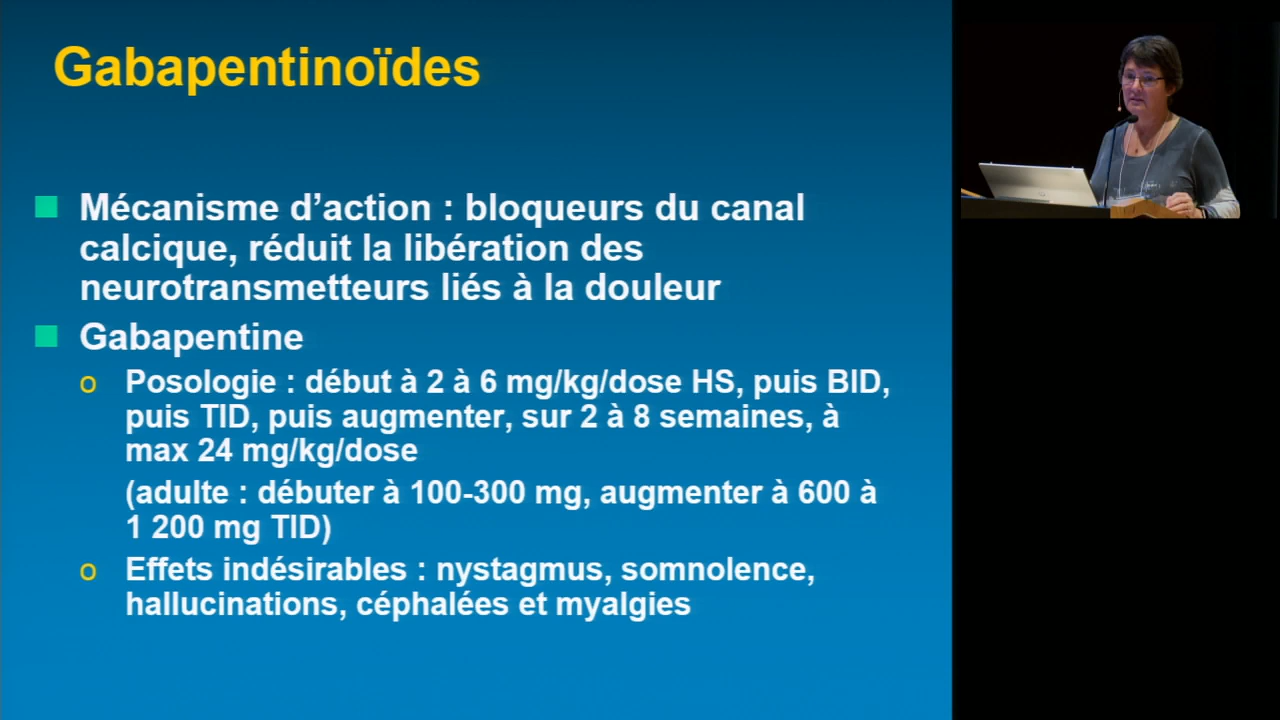 Gabapentinoïdes
Mécanisme d’action : bloqueurs du canal
calcique, réduit la libération des
neurotransmetteurs liés à la douleur
Gabapentine
o Posologie : début à 2 à 6 mg/kg/dose HS, puis BID,
puis TID, puis augmenter, sur 2 à 8 semaines, à
max 24 mg/kg/dose
(adulte : débuter à 100-300 mg, augmenter à 600 à
1 200 mg TID)
o Effets indésirables : nystagmus, somnolence,
hallucinations, céphalées et myalgies